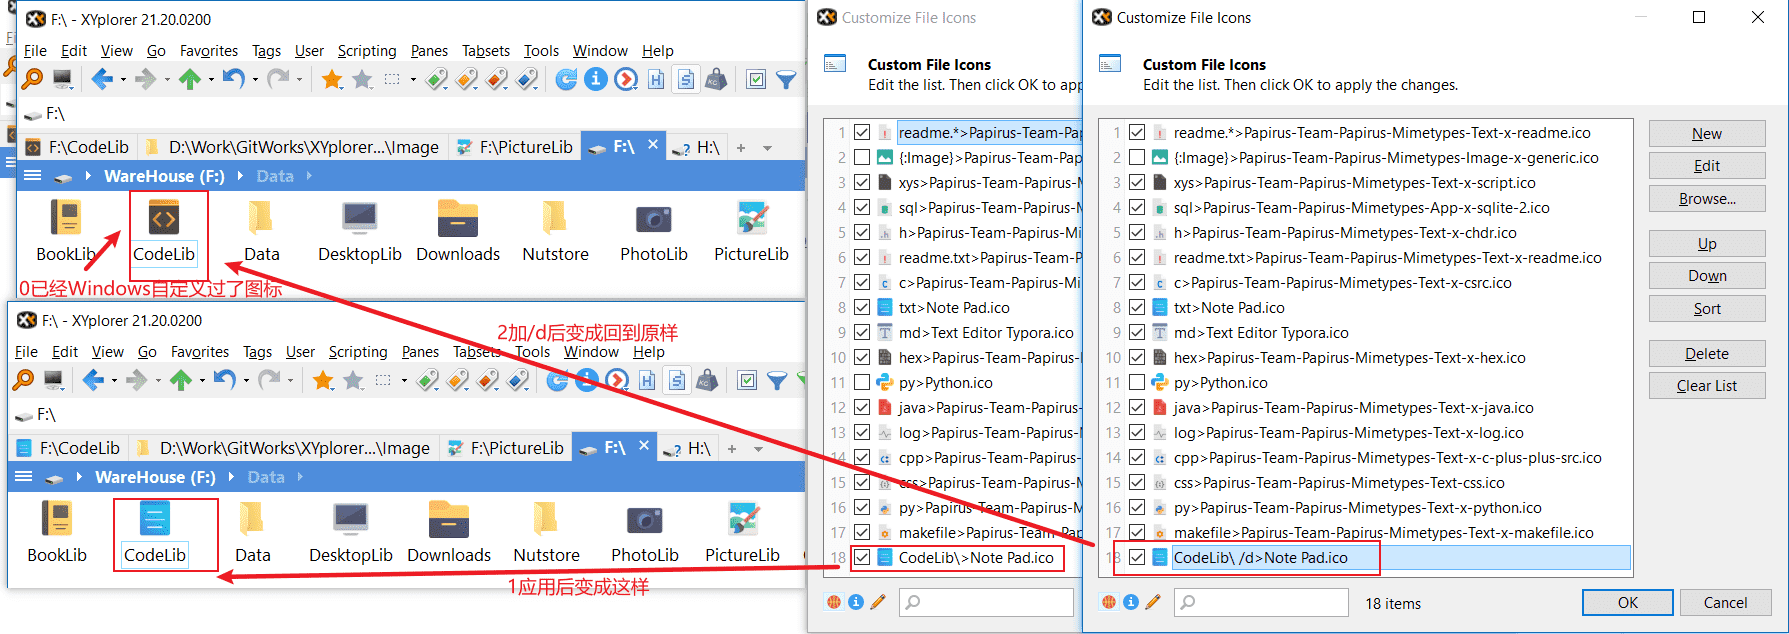 F:\ - XYplorer 21.20.0200
File Edit View Go Favorites Tags User Scripting Panes Tabsets Tools Window Help
F:\
F:\CodeLib D:\Work\GitWorks\XYplorer...\Image F:\PictureLib F:\ H:\
WareHouse (F:) Data
BookLib CodeLib Data DesktopLib Downloads Nutstore PhotoLib PictureLib
0已经Windows自定义过了图标
F:\ - XYplorer 21.20.0200
2加/d后变成回到原样
File Edit View Go Favorites Tags User Scripting Panes Tabsets Tools Window Help
F:\
F:\CodeLib D:\Work\GitWorks\XYplorer...\Image F:\PictureLib F:\ H:\
WareHouse (F:) Data
BookLib CodeLib Data DesktopLib Downloads Nutstore PhotoLib PictureLib
1应用后变成这样
Customize File Icons
Custom File Icons
Edit the list. Then click OK to ap
1 readme.*>Papirus-Team-Pap
2 {:Image}>Papirus-Team-Pap
3 xys>Papirus-Team-Papirus-M
4 sql>Papirus-Team-Papirus-M
5 h>Papirus-Team-Papirus-Mi
6 readme.txt>Papirus-Team-P
7 c>Papirus-Team-Papirus-Mi
8 txt>Note Pad.ico
9 md>Text Editor Typora.ico
10 hex>Papirus-Team-Papirus-
11 py>Python.ico
12 java>Papirus-Team-Papirus-
13 log>Papirus-Team-Papirus-M
14 cpp>Papirus-Team-Papirus-
15 css>Papirus-Team-Papirus-M
16 py>Papirus-Team-Papirus-M
17 makefile>Papirus-Team-Pap
18 CodeLib\>Note Pad.ico
Customize File Icons
Custom File Icons
Edit the list. Then click OK to apply the changes.
1 readme.*>Papirus-Team-Papirus-Mimetypes-Text-x-readme.ico
2 {:Image}>Papirus-Team-Papirus-Mimetypes-Image-x-generic.ico
3 xys>Papirus-Team-Papirus-Mimetypes-Text-x-script.ico
4 sql>Papirus-Team-Papirus-Mimetypes-App-x-sqlite-2.ico
5 h>Papirus-Team-Papirus-Mimetypes-Text-x-chdr.ico
6 readme.txt>Papirus-Team-Papirus-Mimetypes-Text-x-readme.ico
7 c>Papirus-Team-Papirus-Mimetypes-Text-x-csrc.ico
8 txt>Note Pad.ico
9 md>Text Editor Typora.ico
10 hex>Papirus-Team-Papirus-Mimetypes-Text-x-hex.ico
11 py>Python.ico
12 java>Papirus-Team-Papirus-Mimetypes-Text-x-java.ico
13 log>Papirus-Team-Papirus-Mimetypes-Text-x-log.ico
14 cpp>Papirus-Team-Papirus-Mimetypes-Text-x-c-plus-plus-src.ico
15 css>Papirus-Team-Papirus-Mimetypes-Text-css.ico
16 py>Papirus-Team-Papirus-Mimetypes-Text-x-python.ico
17 makefile>Papirus-Team-Papirus-Mimetypes-Text-x-makefile.ico
18 CodeLib\ /d>Note Pad.ico
New
Edit
Browse...
Up
Down
Sort
Delete
Clear List
18 items
OK
Cancel